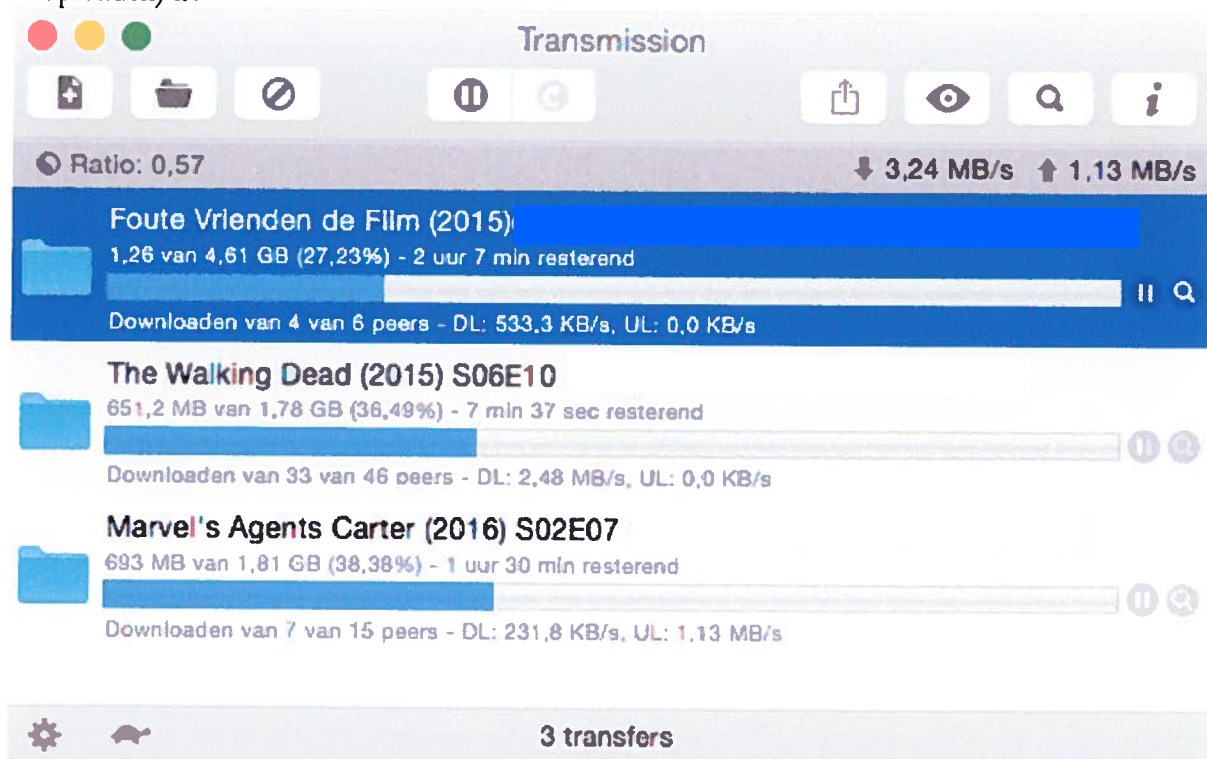 Transmission
Ratio: 0,57
3,24 MB/s 1,13 MB/s
Foute Vrienden de Film (2015)
1,26 van 4,61 GB (27,23%) - 2 uur 7 min resterend
Downloaden van 4 van 6 peers - DL: 533,3 KB/s, UL: 0,0 KB/s
The Walking Dead (2015) S06E10
651,2 MB van 1,78 GB (36,49%) - 7 min 37 sec resterend
Downloaden van 33 van 46 peers - DL: 2,48 MB/s, UL: 0,0 KB/s
Marvel's Agents Carter (2016) S02E07
693 MB van 1,81 GB (38,38%) - 1 uur 30 min resterend
Downloaden van 7 van 15 peers - DL: 231,8 KB/s, UL: 1,13 MB/s
3 transfers